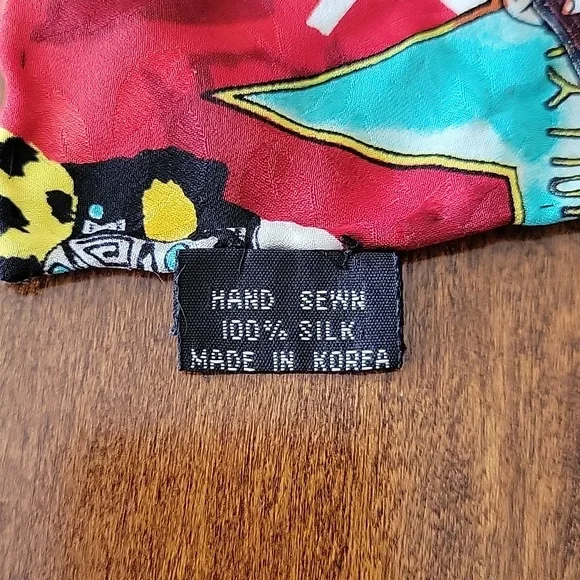 HAND SEWN
100% SILK
MADE IN KOREA